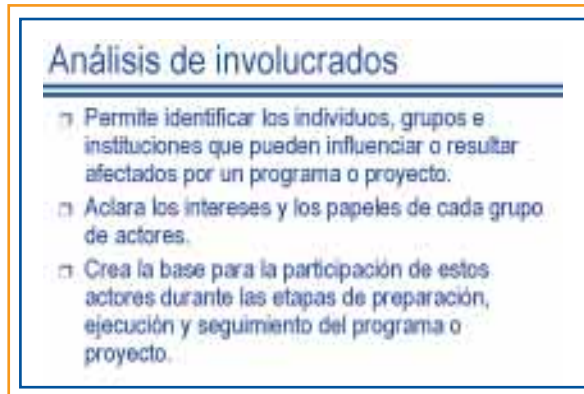 Análisis de involucrados
Permite identificar los individuos, grupos e
instituciones que pueden influenciar o resultar
afectados por un programa o proyecto.
Aclara los intereses y los papeles de cada grupo
de actores.
Crea la base para la participación de estos
actores durante las etapas de preparación,
ejecución y seguimiento del programa o
proyecto.